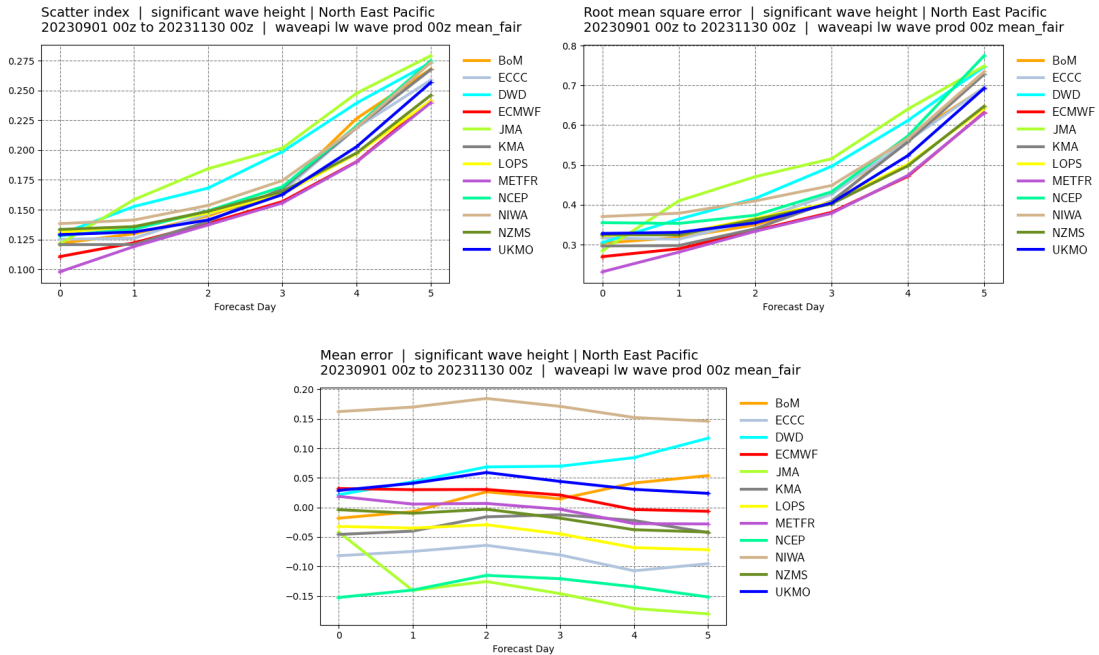 Scatter index | significant wave height | North East Pacific
20230901 00z to 20231130 00z | waveapi lw wave prod 00z mean_fair
0.275
0.250
0.225
0.200
0.175
0.150
0.125
0.100
0 1 2 3 4 5
Forecast Day
BoM
ECCC
DWD
ECMWF
JMA
KMA
LOPS
METFR
NCEP
NIWA
NZMS
UKMO
Root mean square error | significant wave height | North East Pacific
20230901 00z to 20231130 00z | waveapi lw wave prod 00z mean_fair
0.8
0.7
0.6
0.5
0.4
0.3
0 1 2 3 4 5
Forecast Day
BoM
ECCC
DWD
ECMWF
JMA
KMA
LOPS
METFR
NCEP
NIWA
NZMS
UKMO
Mean error | significant wave height | North East Pacific
20230901 00z to 20231130 00z | waveapi lw wave prod 00z mean_fair
0.20
0.15
0.10
0.05
0.00
−0.05
−0.10
−0.15
0 1 2 3 4 5
Forecast Day
BoM
ECCC
DWD
ECMWF
JMA
KMA
LOPS
METFR
NCEP
NIWA
NZMS
UKMO